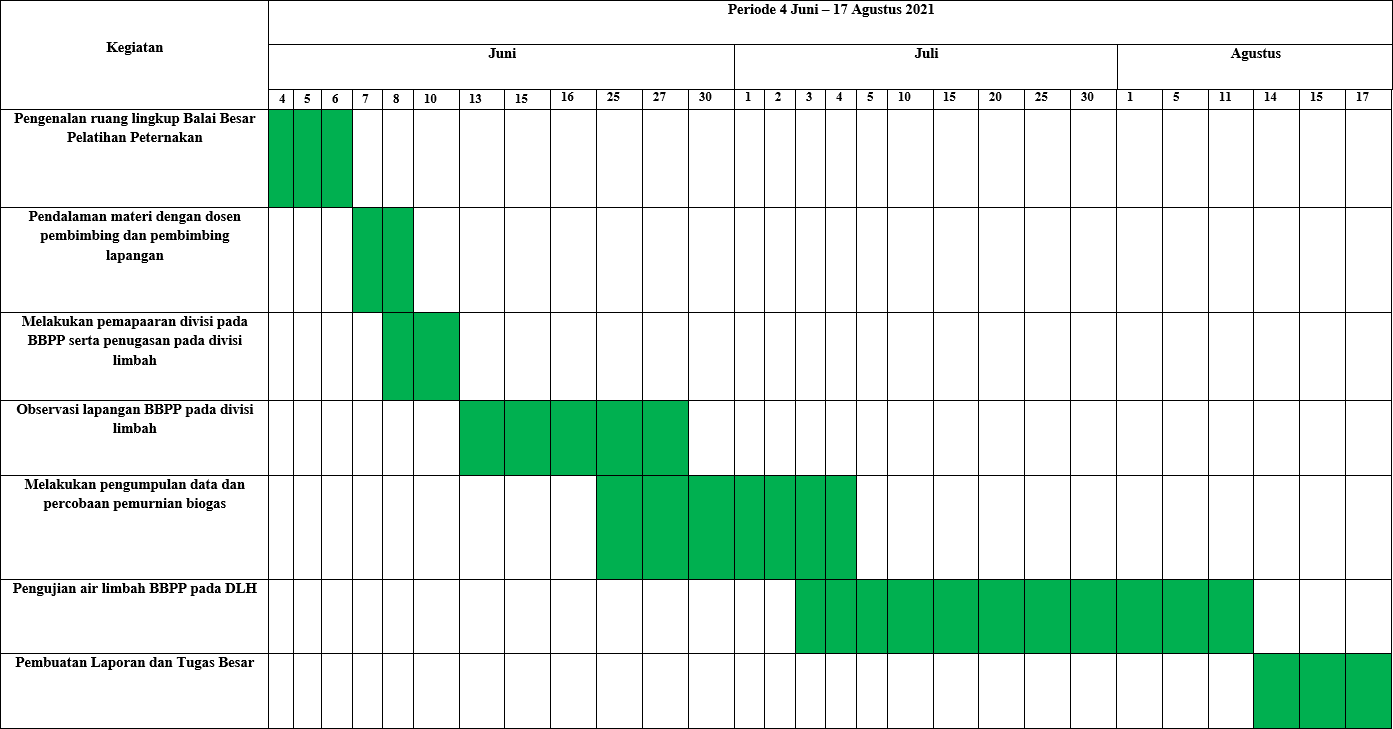 Periode 4 Juni – 17 Agustus 2021
Kegiatan
Juni Juli Agustus
4 5 6 7 8 10 13 15 16 25 27 30 1 2 3 4 5 10 15 20 25 30 1 5 11 14 15 17
Pengenalan ruang lingkup Balai Besar
Pelatihan Peternakan
Pendalaman materi dengan dosen
pembimbing dan pembimbing
lapangan
Melakukan pemapaaran divisi pada
BBPP serta penugasan pada divisi
limbah
Observasi lapangan BBPP pada divisi
limbah
Melakukan pengumpulan data dan
percobaan pemurnian biogas
Pengujian air limbah BBPP pada DLH
Pembuatan Laporan dan Tugas Besar